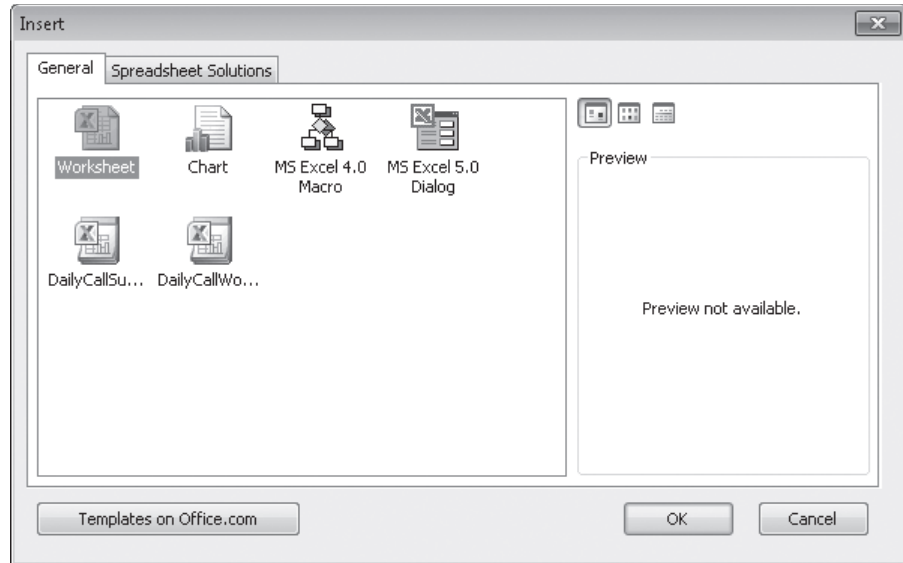 Insert
General
Spreadsheet Solutions
Worksheet
Chart
MS Excel 4.0
Macro
MS Excel 5.0
Dialog
DailyCallSu...
DailyCallWo...
Preview
Preview not available.
Templates on Office.com
OK
Cancel